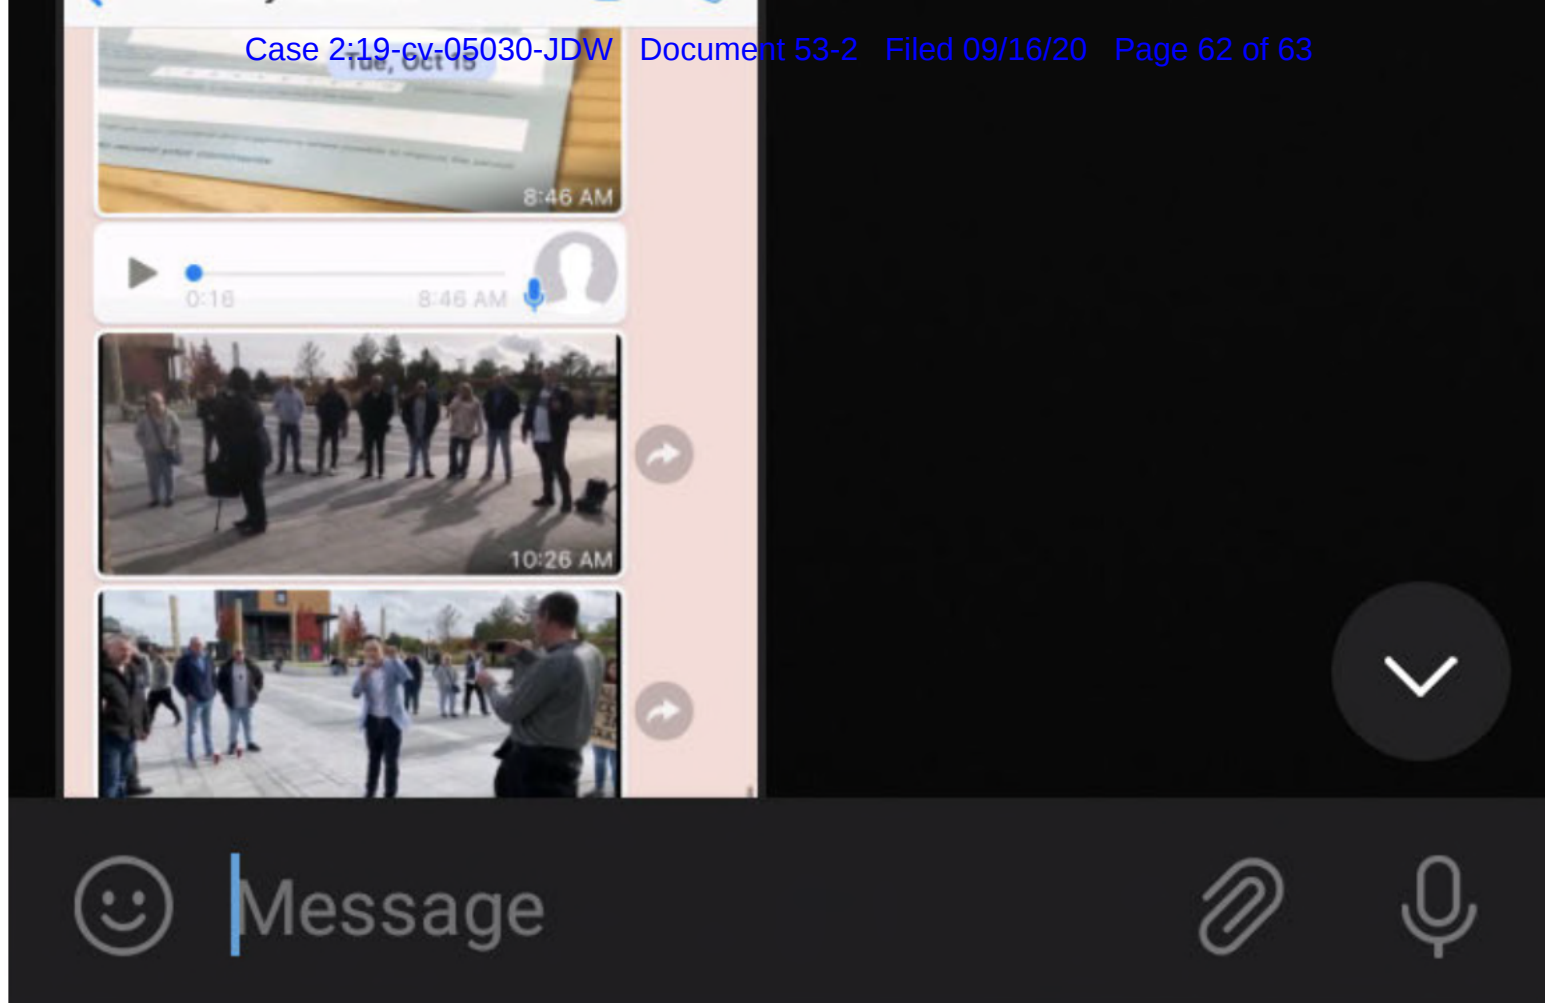 Case 2:19-cv-05030-JDW Document 53-2 Filed 09/16/20 Page 62 of 63
Tue, Oct 15
8:46 AM
0:16
8:46 AM
10:26 AM
Message